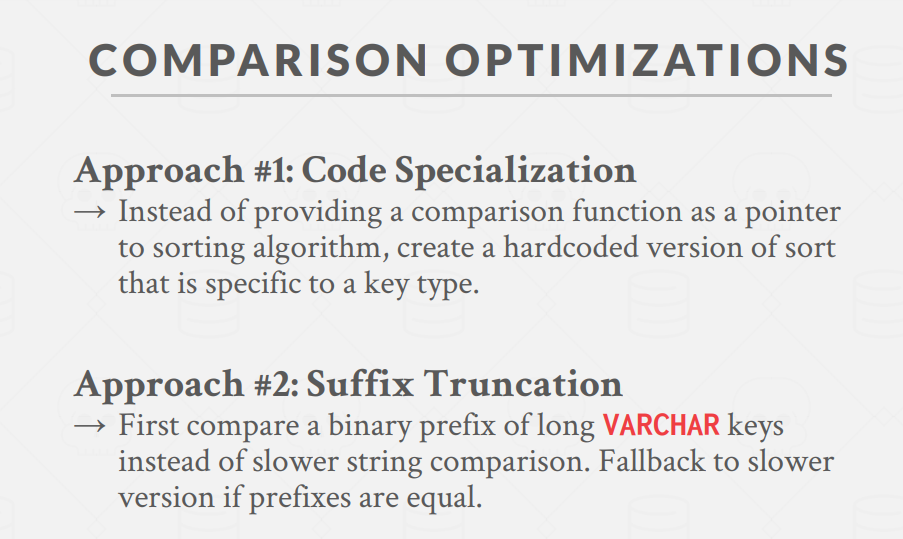 COMPARISON OPTIMIZATIONS
Approach #1: Code Specialization
→ Instead of providing a comparison function as a pointer
to sorting algorithm, create a hardcoded version of sort
that is specific to a key type.
Approach #2: Suffix Truncation
→ First compare a binary prefix of long VARCHAR keys
instead of slower string comparison. Fallback to slower
version if prefixes are equal.